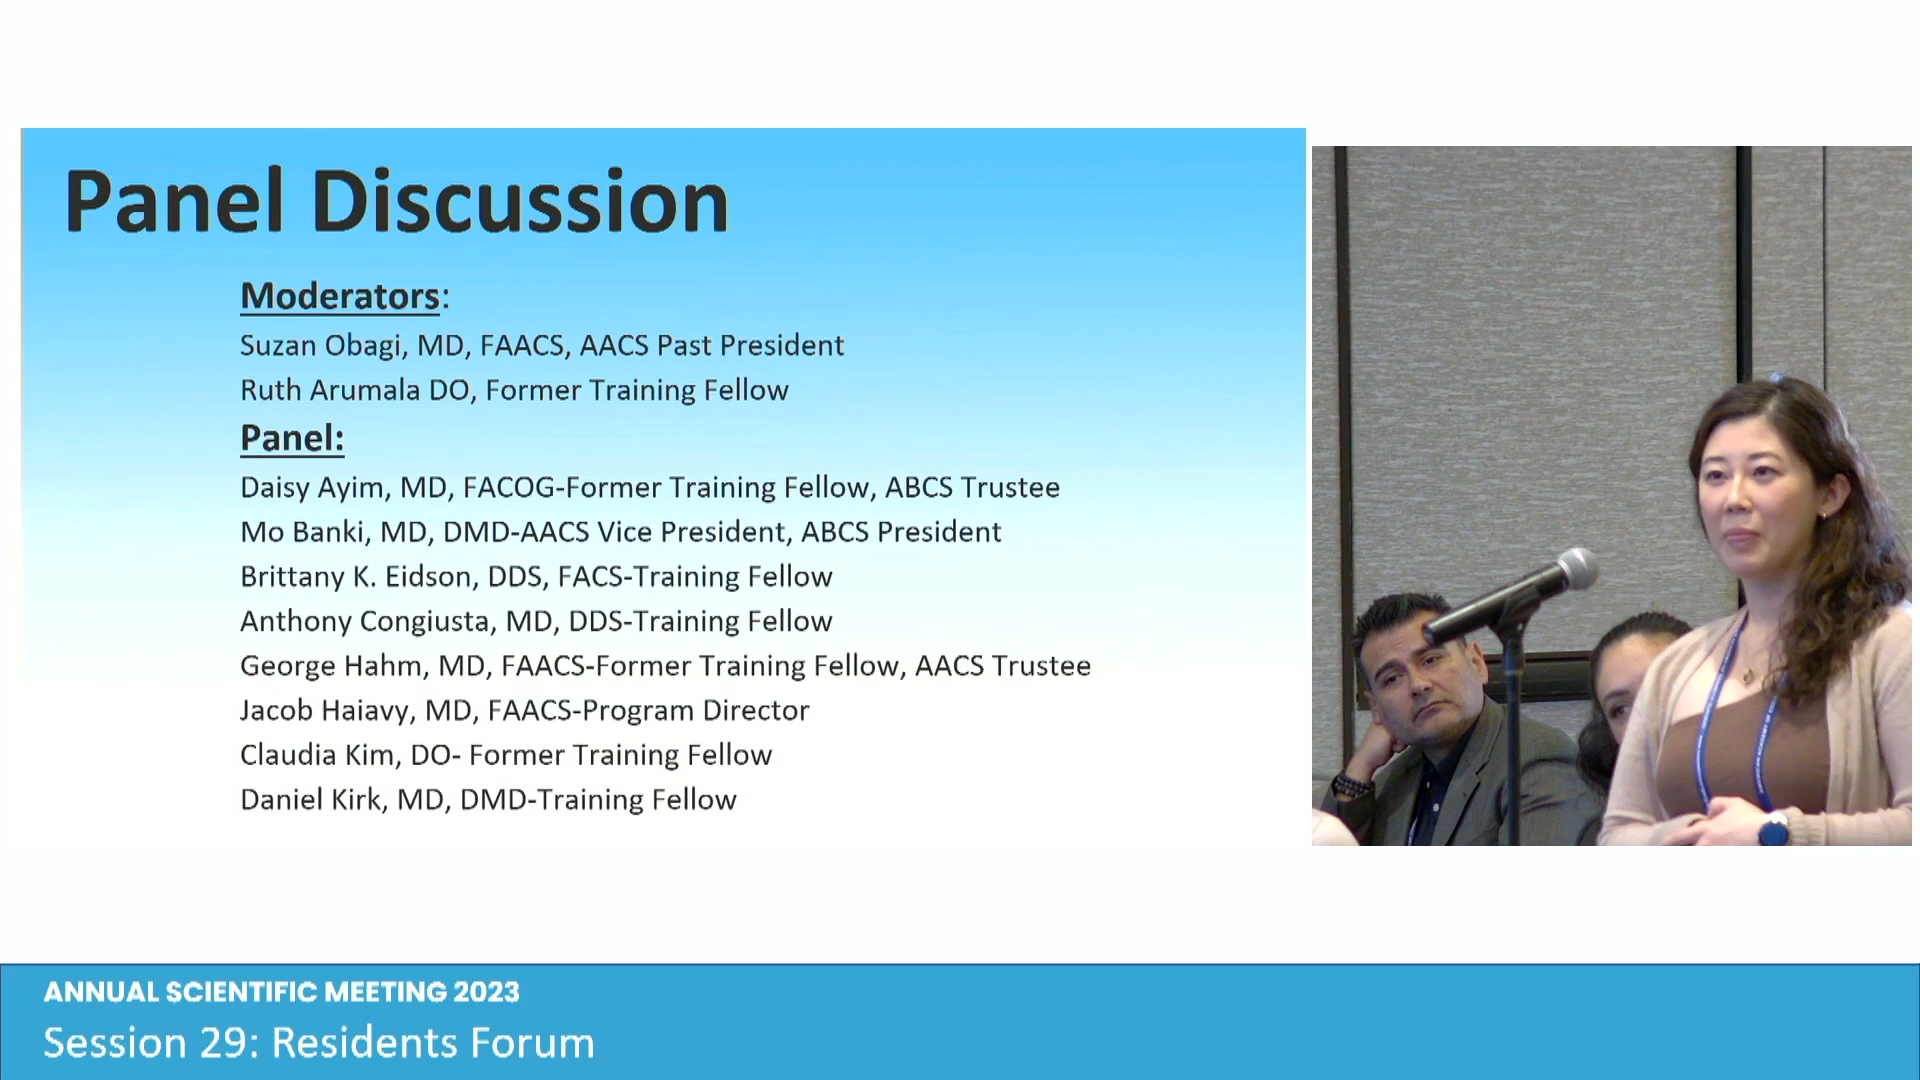 Panel Discussion
Moderators:
Suzan Obagi, MD, FAACS, AACS Past President
Ruth Arumala DO, Former Training Fellow
Panel:
Daisy Ayim, MD, FACOG-Former Training Fellow, ABCS Trustee
Mo Banki, MD, DMD-AACS Vice President, ABCS President
Brittany K. Eidson, DDS, FACS-Training Fellow
Anthony Congiusta, MD, DDS-Training Fellow
George Hahm, MD, FAACS-Former Training Fellow, AACS Trustee
Jacob Haiavy, MD, FAACS-Program Director
Claudia Kim, DO- Former Training Fellow
Daniel Kirk, MD, DMD-Training Fellow
ANNUAL SCIENTIFIC MEETING 2023
Session 29: Residents Forum